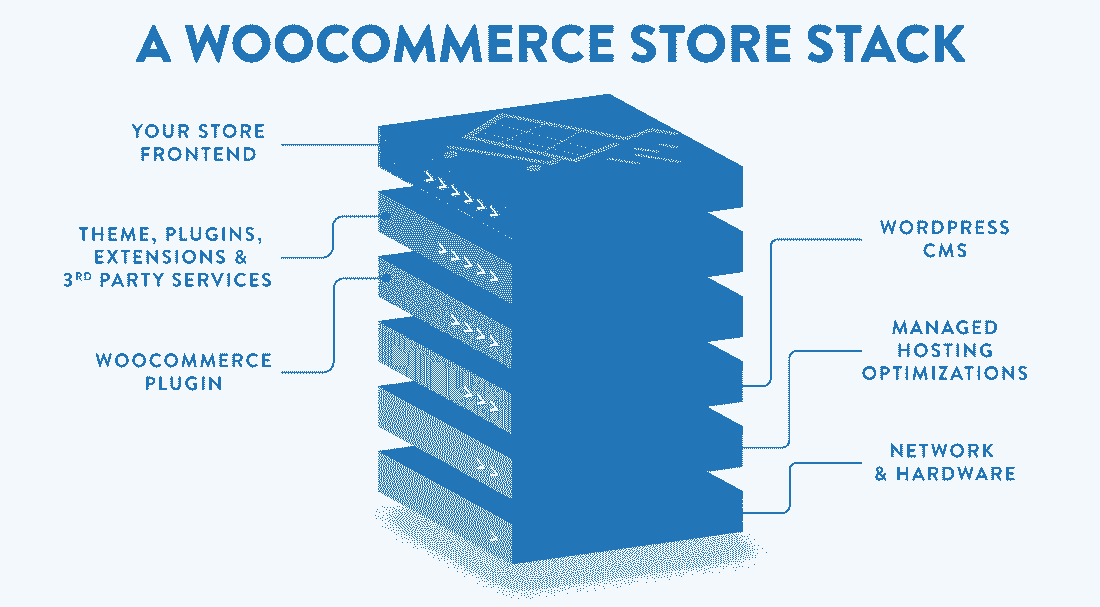 A WOOCOMMERCE STORE STACK
YOUR STORE
FRONTEND
THEME, PLUGINS,
EXTENSIONS &
3RD PARTY SERVICES
WOOCOMMERCE
PLUGIN
WORDPRESS
CMS
MANAGED
HOSTING
OPTIMIZATIONS
NETWORK
& HARDWARE